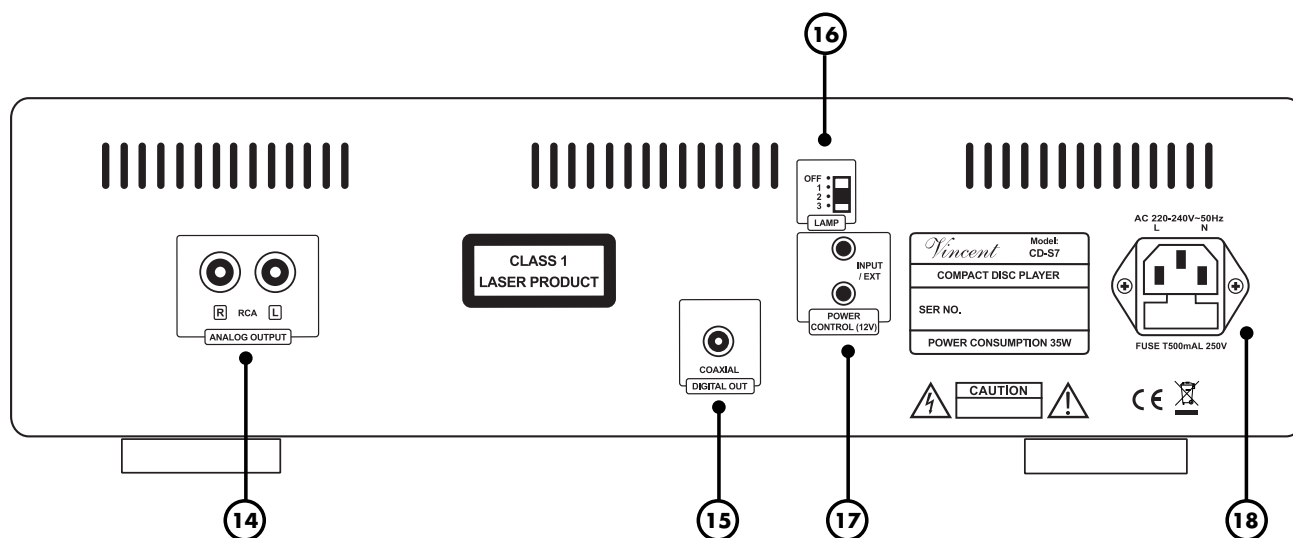 16
OFF
1
2
3
LAMP
INPUT
/ EXT
POWER
CONTROL (12V)
R RCA L
ANALOG OUTPUT
CLASS 1
LASER PRODUCT
COAXIAL
DIGITAL OUT
Vincent
Model:
CD-S7
COMPACT DISC PLAYER
SER NO.
POWER CONSUMPTION 35W
CAUTION
AC 220-240V~50Hz
L N
FUSE T500mAL 250V
CE
14
15
17
18